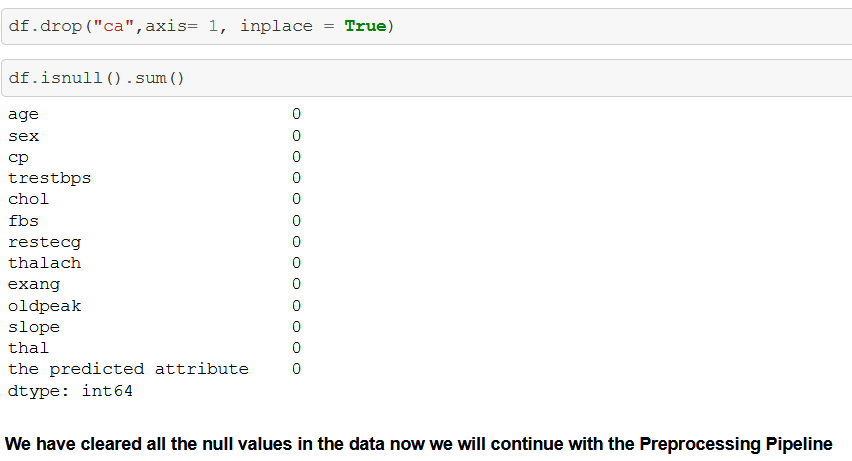 df.drop("ca",axis= 1, inplace = True)
df.isnull().sum()
age 0
sex 0
cp 0
trestbps 0
chol 0
fbs 0
restecg 0
thalach 0
exang 0
oldpeak 0
slope 0
thal 0
the predicted attribute 0
dtype: int64
We have cleared all the null values in the data now we will continue with the Preprocessing Pipeline